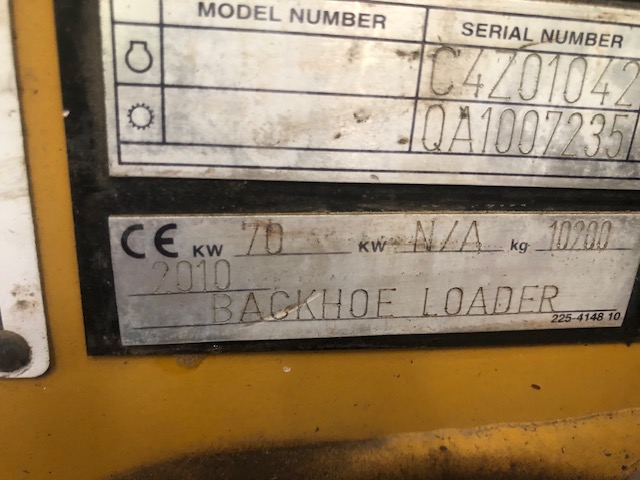 MODEL NUMBER SERIAL NUMBER
C4Z01042
QA1007235
CE KW 70 KW N/A kg 10200
2010
BACKHOE LOADER
225-4148 10